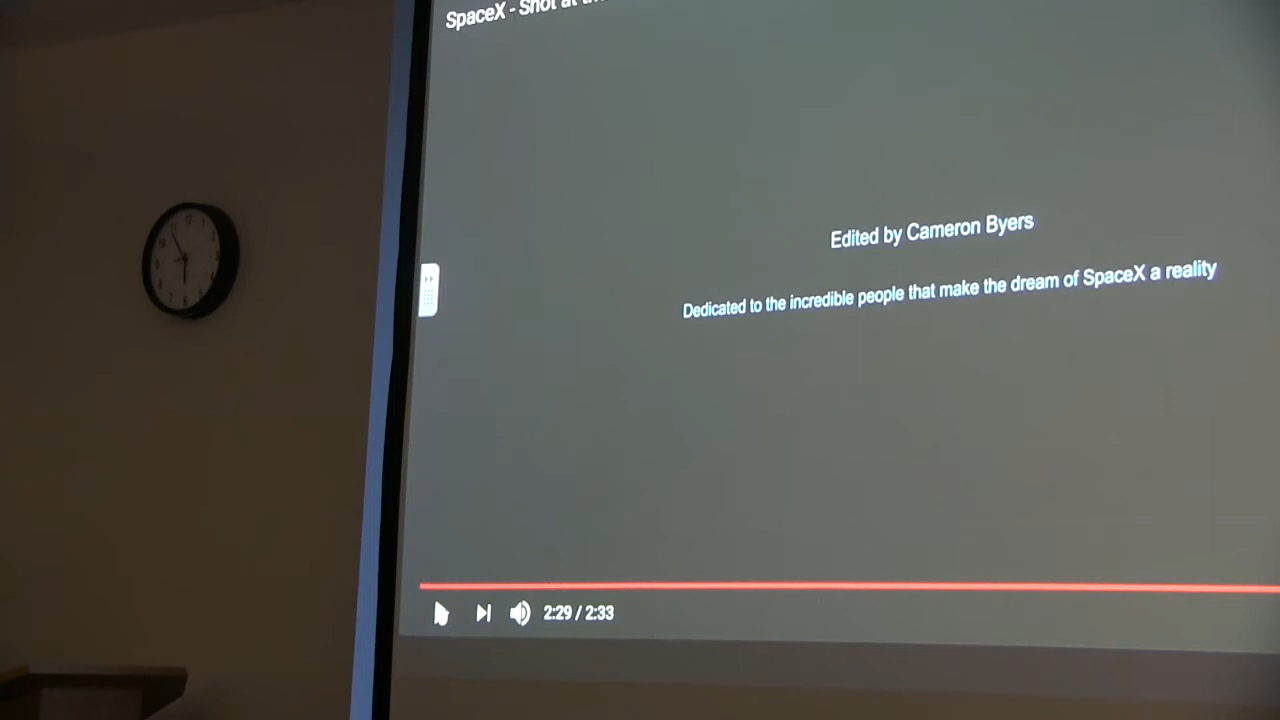 SpaceX - Shot at
Edited by Cameron Byers
Dedicated to the incredible people that make the dream of SpaceX a reality
2:29 / 2:33